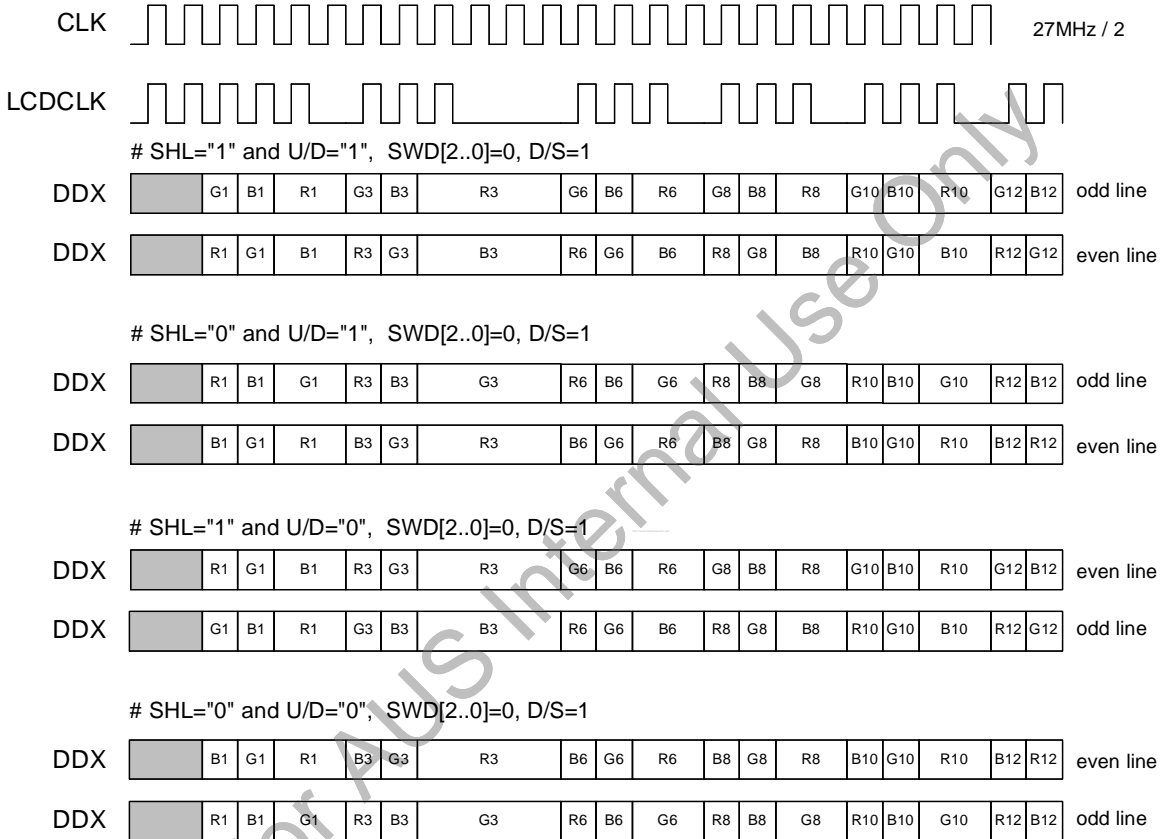 CLK 27MHz / 2
LCDCLK
# SHL="1" and U/D="1", SWD[2..0]=0, D/S=1
DDX G1 B1 R1 G3 B3 R3 G6 B6 R6 G8 B8 R8 G10 B10 R10 G12 B12 odd line
DDX R1 G1 B1 R3 G3 B3 R6 G6 B6 R8 G8 B8 R10 G10 B10 R12 G12 even line
# SHL="0" and U/D="1", SWD[2..0]=0, D/S=1
DDX R1 B1 G1 R3 B3 G3 R6 B6 G6 R8 B8 G8 R10 B10 G10 R12 B12 odd line
DDX B1 G1 R1 B3 G3 R3 B6 G6 R6 B8 G8 R8 B10 G10 R10 B12 R12 even line
# SHL="1" and U/D="0", SWD[2..0]=0, D/S=1
DDX R1 G1 B1 R3 G3 R3 G6 B6 R6 G8 B8 R8 G10 B10 R10 G12 B12 even line
DDX G1 B1 R1 G3 B3 B3 R6 G6 B6 R8 G8 B8 R10 G10 B10 R12 G12 odd line
# SHL="0" and U/D="0", SWD[2..0]=0, D/S=1
DDX B1 G1 R1 B3 G3 R3 B6 G6 R6 B8 G8 R8 B10 G10 R10 B12 R12 even line
DDX R1 B1 G1 R3 B3 G3 R6 B6 G6 R8 B8 G8 R10 B10 G10 R12 B12 odd line
or AUS Internal Use Only